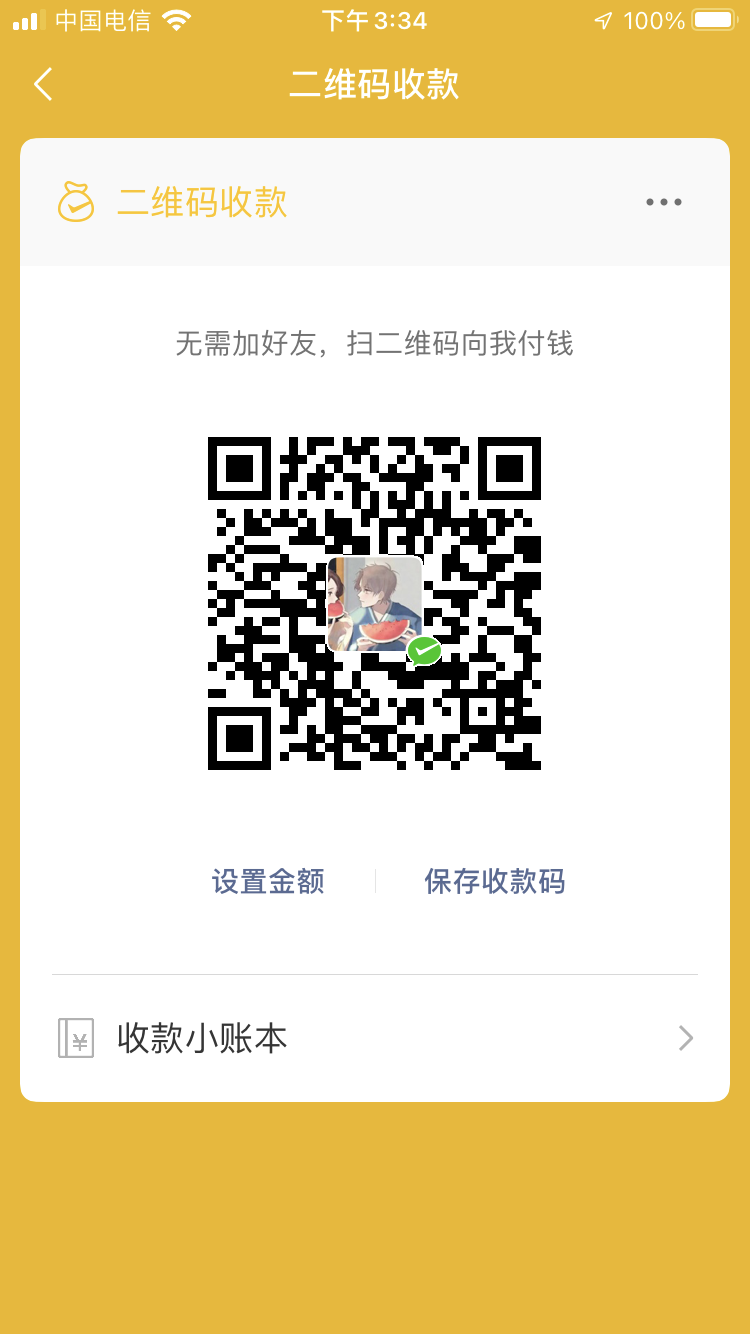 中国电信
下午3:34
100%
二维码收款
二维码收款
无需加好友，扫二维码向我付钱
设置金额
保存收款码
¥
收款小账本